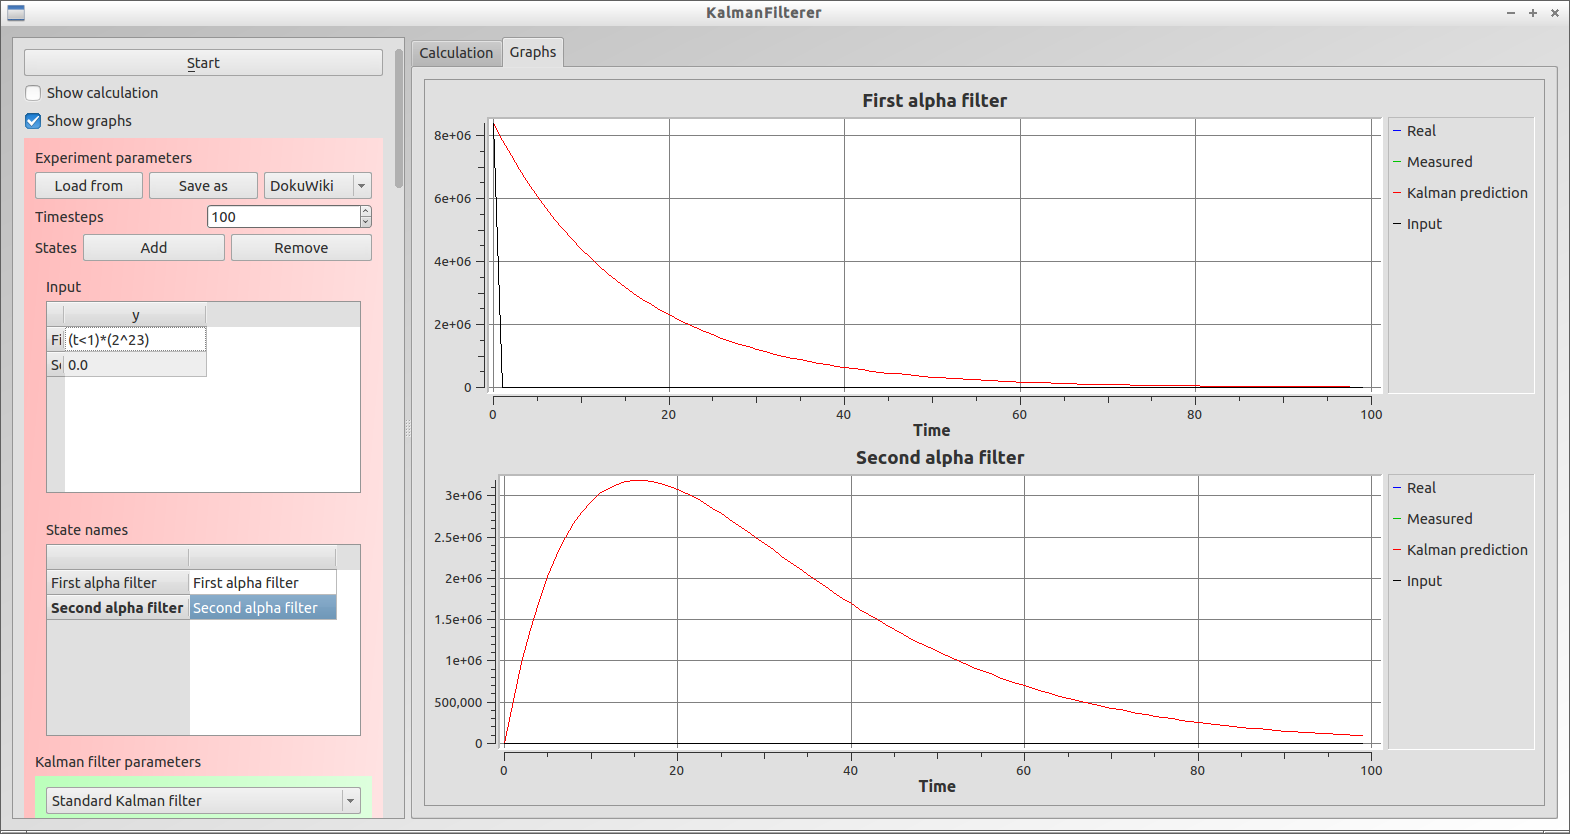 KalmanFilterer
Start
Show calculation
Show graphs
Experiment parameters
Load from
Save as
DokuWiki
Timesteps
100
States
Add
Remove
Input
y
(t<1)*(2^23)
0.0
State names
First alpha filter
First alpha filter
Second alpha filter
Second alpha filter
Kalman filter parameters
Standard Kalman filter
Calculation
Graphs
First alpha filter
8e+06
6e+06
4e+06
2e+06
0
0 20 40 60 80 100
Time
Real
Measured
Kalman prediction
Input
Second alpha filter
3e+06
2.5e+06
2e+06
1.5e+06
1e+06
500,000
0
0 20 40 60 80 100
Time
Real
Measured
Kalman prediction
Input